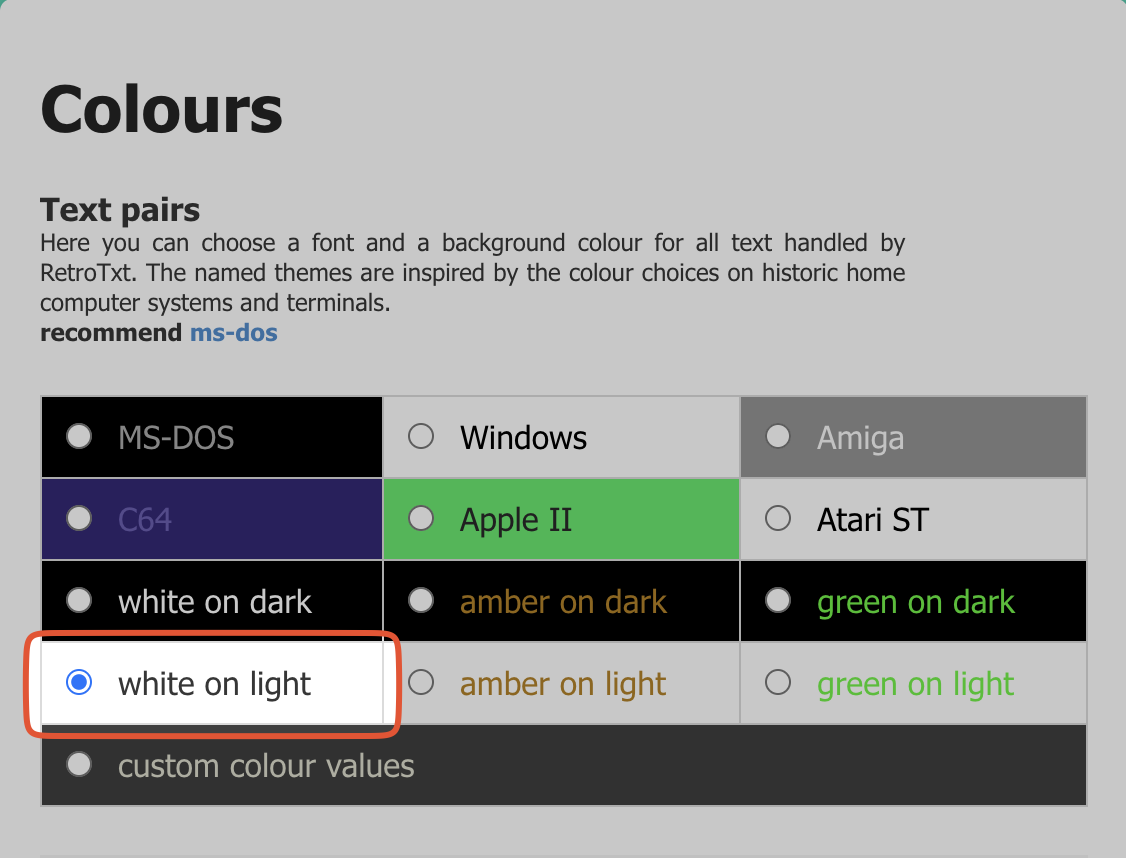 Colours
Text pairs
Here you can choose a font and a background colour for all text handled by
RetroTxt. The named themes are inspired by the colour choices on historic home
computer systems and terminals.
recommend ms-dos
MS-DOS Windows Amiga
C64 Apple II Atari ST
white on dark amber on dark green on dark
white on light amber on light green on light
custom colour values